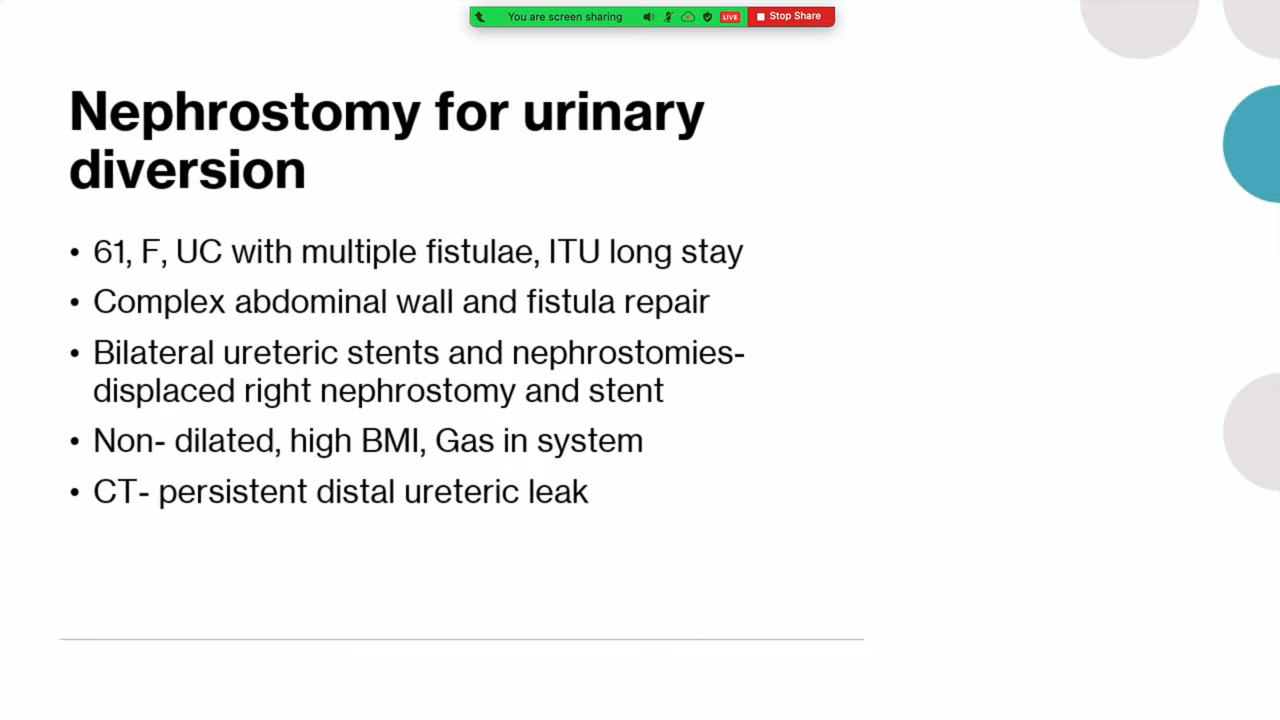 You are screen sharing
LIVE
Stop Share
Nephrostomy for urinary
diversion
• 61, F, UC with multiple fistulae, ITU long stay
• Complex abdominal wall and fistula repair
• Bilateral ureteric stents and nephrostomies-
displaced right nephrostomy and stent
• Non- dilated, high BMI, Gas in system
• CT- persistent distal ureteric leak